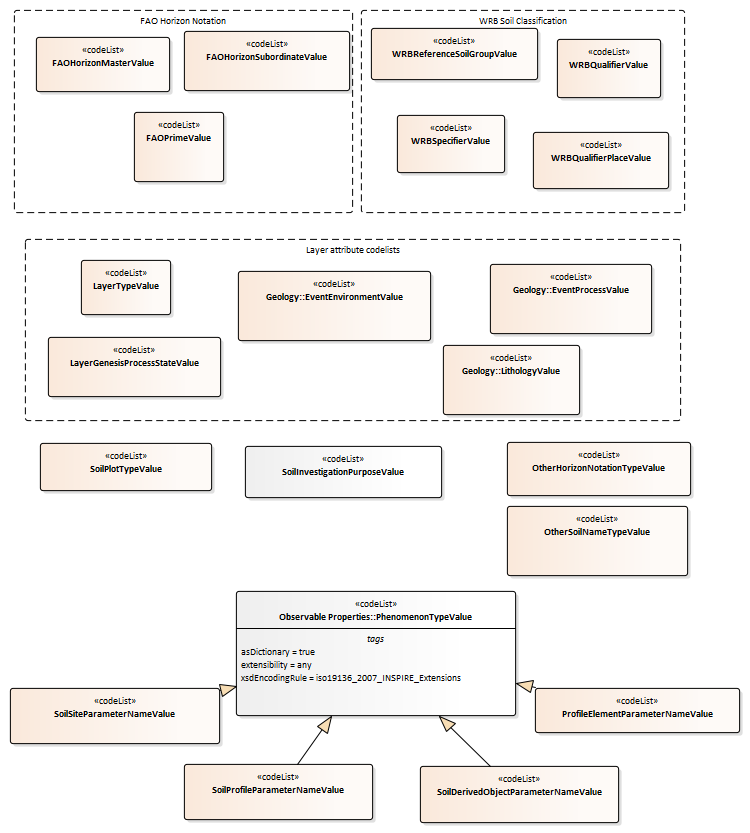 FAO Horizon Notation
«codeList»
FAOHorizonMasterValue
«codeList»
FAOHorizonSubordinateValue
«codeList»
FAOPrimeValue
WRB Soil Classification
«codeList»
WRBReferenceSoilGroupValue
«codeList»
WRBQualifierValue
«codeList»
WRBSpecifierValue
«codeList»
WRBQualifierPlaceValue
Layer attribute codelists
«codeList»
LayerTypeValue
«codeList»
Geology::EventEnvironmentValue
«codeList»
Geology::EventProcessValue
«codeList»
LayerGenesisProcessStateValue
«codeList»
Geology::LithologyValue
«codeList»
SoilPlotTypeValue
«codeList»
SoilInvestigationPurposeValue
«codeList»
OtherHorizonNotationTypeValue
«codeList»
OtherSoilNameTypeValue
«codeList»
Observable Properties::PhenomenonTypeValue
tags
asDictionary = true
extensibility = any
xsdEncodingRule = iso19136_2007_INSPIRE_Extensions
«codeList»
SoilSiteParameterNameValue
«codeList»
ProfileElementParameterNameValue
«codeList»
SoilProfileParameterNameValue
«codeList»
SoilDerivedObjectParameterNameValue